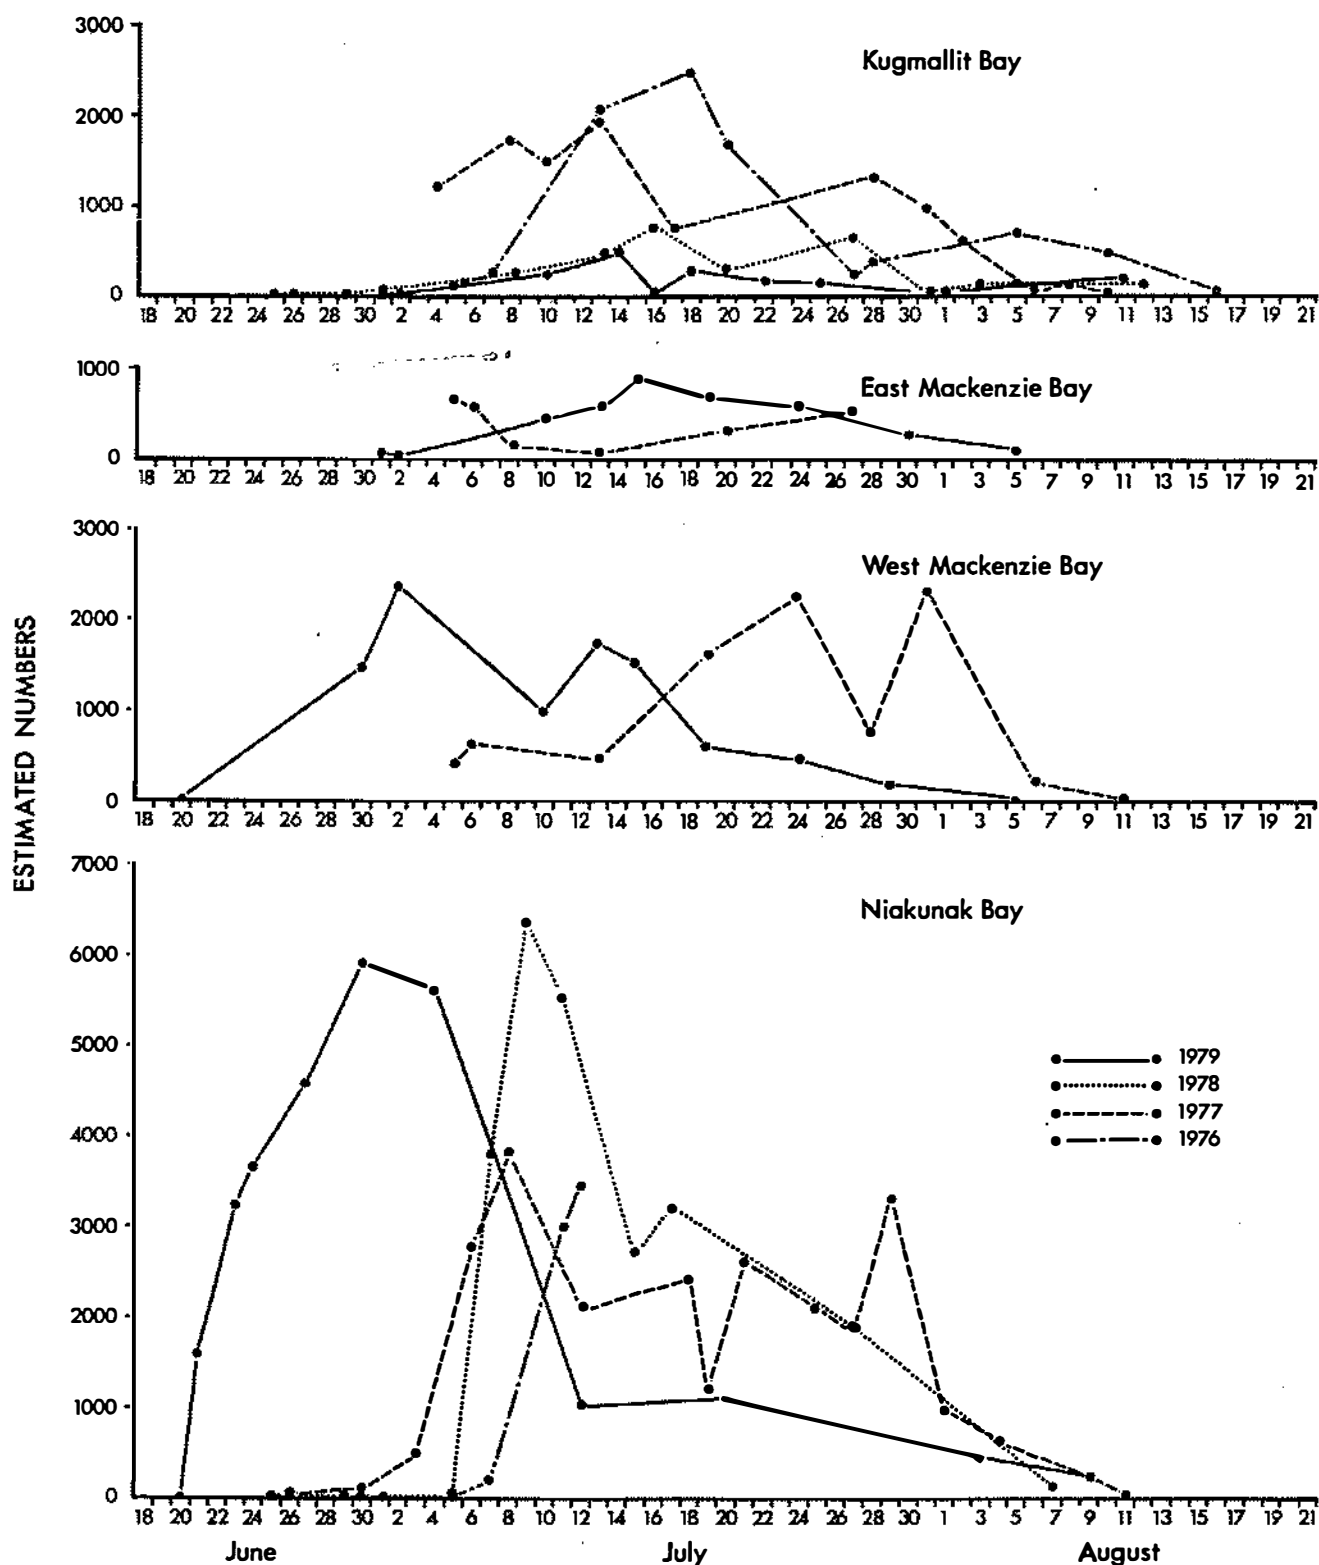 3000
Kugmallit Bay
2000
1000
0
18 20 22 24 26 28 30 2 4 6 8 10 12 14 16 18 20 22 24 26 28 30 1 3 5 7 9 11 13 15 17 19 21
1000
East Mackenzie Bay
0
18 20 22 24 26 28 30 2 4 6 8 10 12 14 16 18 20 22 24 26 28 30 1 3 5 7 9 11 13 15 17 19 21
3000
West Mackenzie Bay
2000
1000
0
18 20 22 24 26 28 30 2 4 6 8 10 12 14 16 18 20 22 24 26 28 30 1 3 5 7 9 11 13 15 17 19 21
ESTIMATED NUMBERS
7000
Niakunak Bay
6000
5000
1979
1978
1977
1976
4000
3000
2000
1000
0
18 20 22 24 26 28 30 2 4 6 8 10 12 14 16 18 20 22 24 26 28 30 1 3 5 7 9 11 13 15 17 19 21
June July August